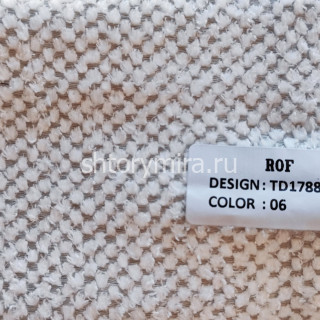 shtorymira.ru
ROF
DESIGN: TD1788
COLOR : 06